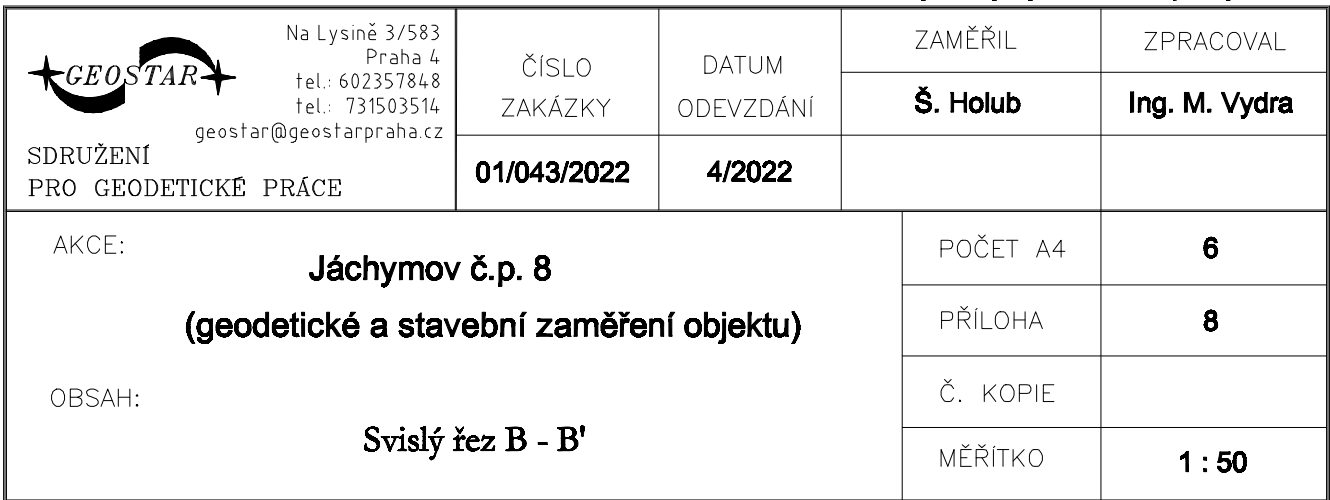 GEOSTAR
Na Lysině 3/583
Praha 4
tel.: 602357848
tel.: 731503514
geostar@geostarpraha.cz
SDRUŽENÍ
PRO GEODETICKÉ PRÁCE
ČÍSLO
ZAKÁZKY
01/043/2022
DATUM
ODEVZDÁNÍ
4/2022
ZAMĚŘIL
Š. Holub
ZPRACOVAL
Ing. M. Vydra
AKCE:
Jáchymov č.p. 8
(geodetické a stavební zaměření objektu)
OBSAH:
Svislý řez B - B'
POČET A4
6
PŘÍLOHA
8
Č. KOPIE
MĚŘÍTKO
1 : 50